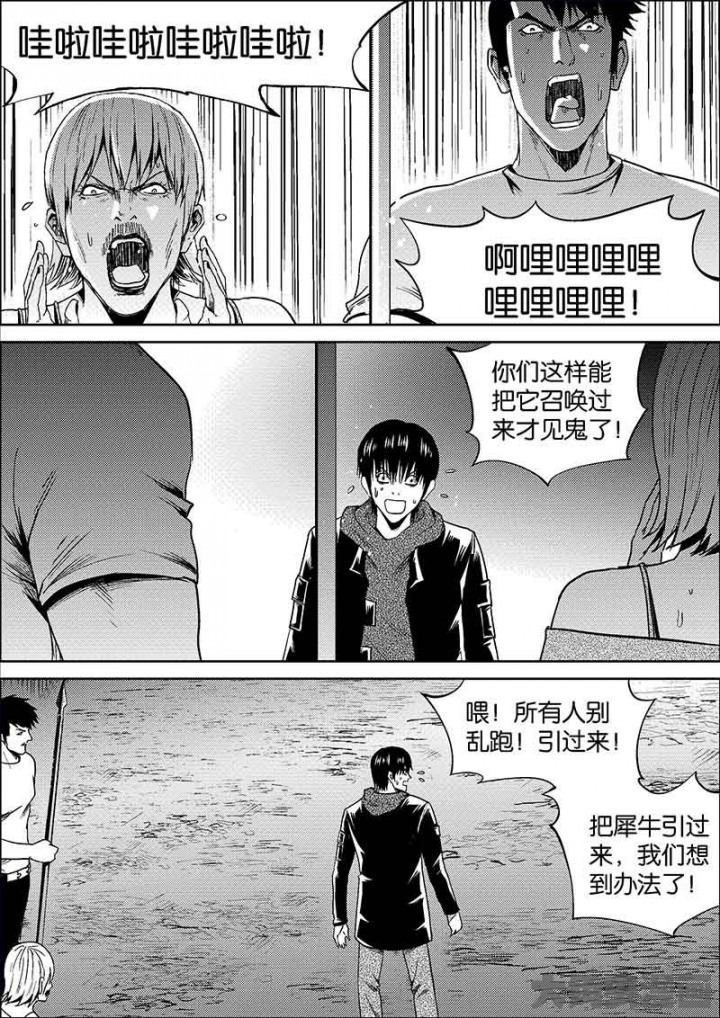 哇啦哇啦哇啦哇啦！
啊哩哩哩哩
哩哩哩哩！
你们这样能
把它召唤过
来才见鬼了！
喂！所有人别
乱跑！引过来！
把犀牛引过
来，我们想
到办法了！